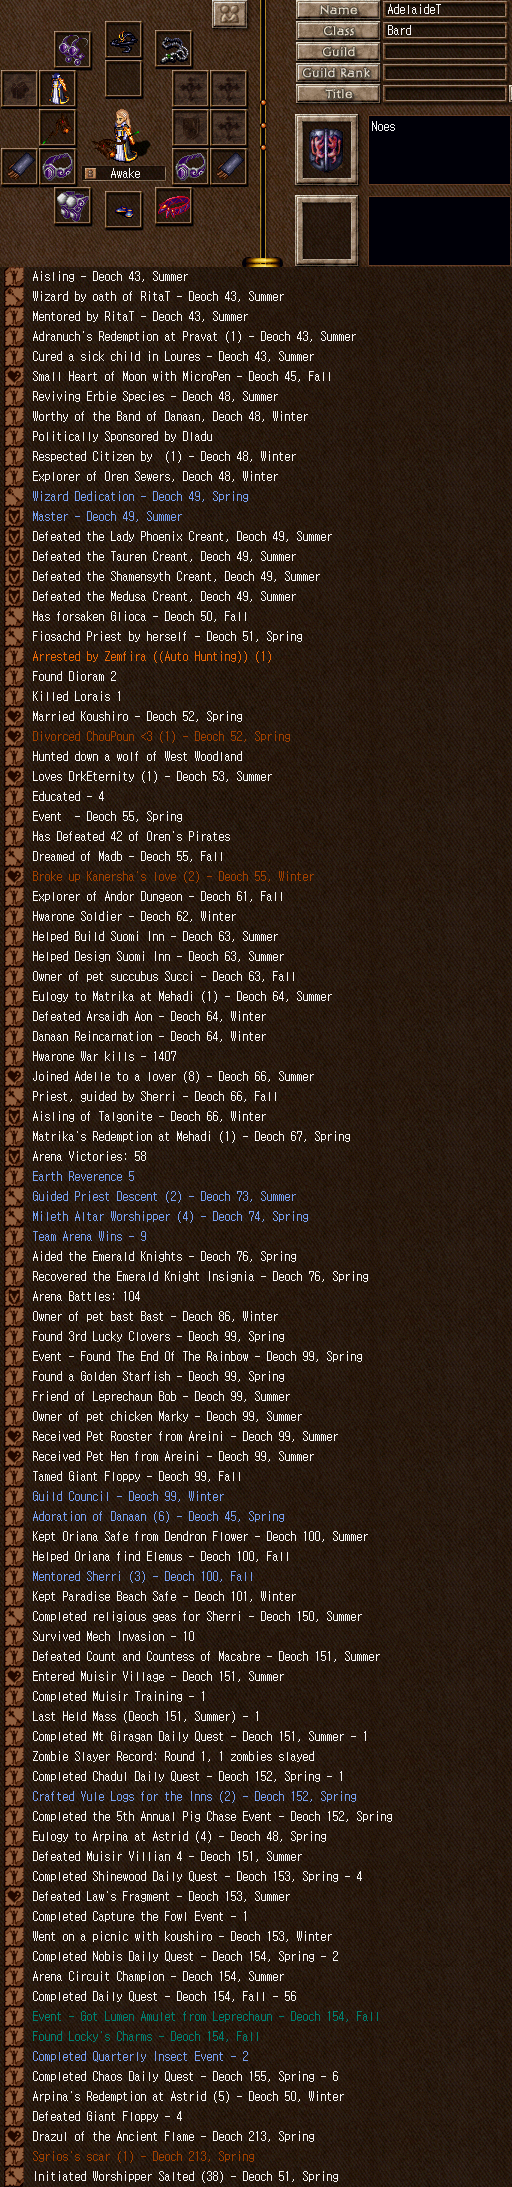 Name AdelaideT
Class Bard
Guild
Guild Rank
Title
Noes
Awake
Aisling - Deoch 43, Summer
Wizard by oath of RitaT - Deoch 43, Summer
Mentored by RitaT - Deoch 43, Summer
Adranuch's Redemption at Pravat (1) - Deoch 43, Summer
Cured a sick child in Loures - Deoch 43, Summer
Small Heart of Moon with MicroPen - Deoch 45, Fall
Reviving Erbie Species - Deoch 48, Summer
Worthy of the Band of Danaan, Deoch 48, Winter
Politically Sponsored by Dladu
Respected Citizen by  (1) - Deoch 48, Winter
Explorer of Oren Sewers, Deoch 48, Winter
Wizard Dedication - Deoch 49, Spring
Master - Deoch 49, Summer
Defeated the Lady Phoenix Creant, Deoch 49, Summer
Defeated the Tauren Creant, Deoch 49, Summer
Defeated the Shamensyth Creant, Deoch 49, Summer
Defeated the Medusa Creant, Deoch 49, Summer
Has forsaken Glioca - Deoch 50, Fall
Fiosachd Priest by herself - Deoch 51, Spring
Arrested by Zemfira ((Auto Hunting)) (1)
Found Dioram 2
Killed Lorais 1
Married Koushiro - Deoch 52, Spring
Divorced ChouPoun <3 (1) - Deoch 52, Spring
Hunted down a wolf of West Woodland
Loves DrkEternity (1) - Deoch 53, Summer
Educated - 4
Event  - Deoch 55, Spring
Has Defeated 42 of Oren's Pirates
Dreamed of Madb - Deoch 55, Fall
Broke up Kanersha's love (2) - Deoch 55, Winter
Explorer of Andor Dungeon - Deoch 61, Fall
Hwarone Soldier - Deoch 62, Winter
Helped Build Suomi Inn - Deoch 63, Summer
Helped Design Suomi Inn - Deoch 63, Summer
Owner of pet succubus Succi - Deoch 63, Fall
Eulogy to Matrika at Mehadi (1) - Deoch 64, Summer
Defeated Arsaidh Aon - Deoch 64, Winter
Danaan Reincarnation - Deoch 64, Winter
Hwarone War kills - 1407
Joined Adelle to a lover (8) - Deoch 66, Summer
Priest, guided by Sherri - Deoch 66, Fall
Aisling of Talgonite - Deoch 66, Winter
Matrika's Redemption at Mehadi (1) - Deoch 67, Spring
Arena Victories: 58
Earth Reverence 5
Guided Priest Descent (2) - Deoch 73, Summer
Mileth Altar Worshipper (4) - Deoch 74, Spring
Team Arena Wins - 9
Aided the Emerald Knights - Deoch 76, Spring
Recovered the Emerald Knight Insignia - Deoch 76, Spring
Arena Battles: 104
Owner of pet bast Bast - Deoch 86, Winter
Found 3rd Lucky Clovers - Deoch 99, Spring
Event - Found The End Of The Rainbow - Deoch 99, Spring
Found a Golden Starfish - Deoch 99, Spring
Friend of Leprechaun Bob - Deoch 99, Summer
Owner of pet chicken Marky - Deoch 99, Summer
Received Pet Rooster from Areini - Deoch 99, Summer
Received Pet Hen from Areini - Deoch 99, Summer
Tamed Giant Floppy - Deoch 99, Fall
Guild Council - Deoch 99, Winter
Adoration of Danaan (6) - Deoch 45, Spring
Kept Oriana Safe from Dendron Flower - Deoch 100, Summer
Helped Oriana find Elemus - Deoch 100, Fall
Mentored Sherri (3) - Deoch 100, Fall
Kept Paradise Beach Safe - Deoch 101, Winter
Completed religious geas for Sherri - Deoch 150, Summer
Survived Mech Invasion - 10
Defeated Count and Countess of Macabre - Deoch 151, Summer
Entered Muisir Village - Deoch 151, Summer
Completed Muisir Training - 1
Last Held Mass (Deoch 151, Summer) - 1
Completed Mt Giragan Daily Quest - Deoch 151, Summer - 1
Zombie Slayer Record: Round 1, 1 zombies slayed
Completed Chadul Daily Quest - Deoch 152, Spring - 1
Crafted Yule Logs for the Inns (2) - Deoch 152, Spring
Completed the 5th Annual Pig Chase Event - Deoch 152, Spring
Eulogy to Arpina at Astrid (4) - Deoch 48, Spring
Defeated Muisir Villian 4 - Deoch 151, Summer
Completed Shinewood Daily Quest - Deoch 153, Spring - 4
Defeated Law's Fragment - Deoch 153, Summer
Completed Capture the Fowl Event - 1
Went on a picnic with koushiro - Deoch 153, Winter
Completed Nobis Daily Quest - Deoch 154, Spring - 2
Arena Circuit Champion - Deoch 154, Summer
Completed Daily Quest - Deoch 154, Fall - 56
Event - Got Lumen Amulet from Leprechaun - Deoch 154, Fall
Found Locky's Charms - Deoch 154, Fall
Completed Quarterly Insect Event - 2
Completed Chaos Daily Quest - Deoch 155, Spring - 6
Arpina's Redemption at Astrid (5) - Deoch 50, Winter
Defeated Giant Floppy - 4
Drazul of the Ancient Flame - Deoch 213, Spring
Sgrios's scar (1) - Deoch 213, Spring
Initiated Worshipper Salted (38) - Deoch 51, Spring